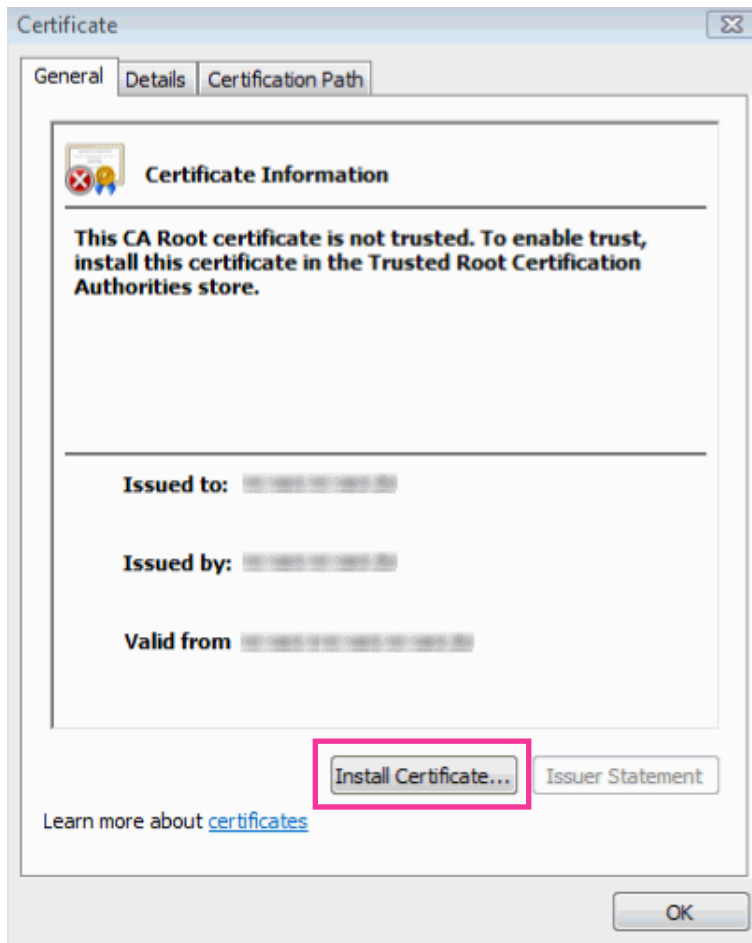 Certificate
General Details Certification Path
Certificate Information
This CA Root certificate is not trusted. To enable trust,
install this certificate in the Trusted Root Certification
Authorities store.
Issued to:
Issued by:
Valid from
Install Certificate... Issuer Statement
Learn more about certificates
OK